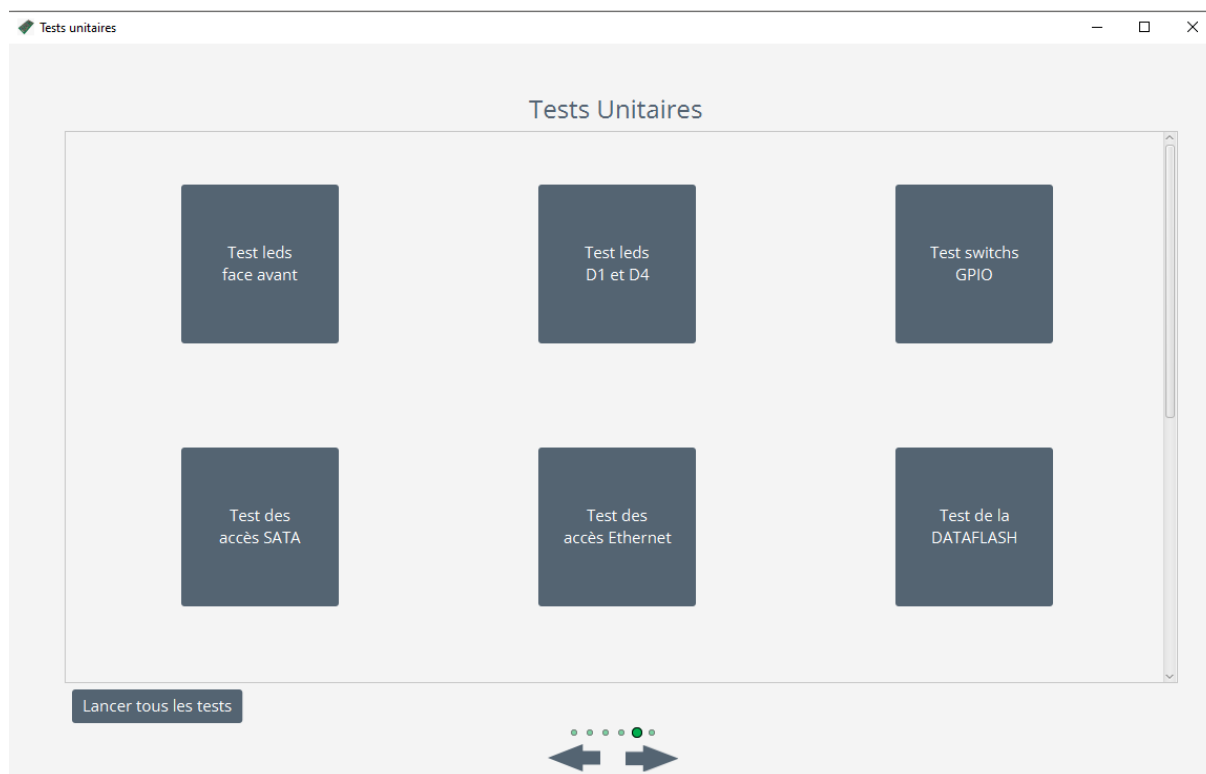 Tests unitaires
Tests Unitaires
Test leds
face avant
Test leds
D1 et D4
Test switchs
GPIO
Test des
accès SATA
Test des
accès Ethernet
Test de la
DATAFLASH
Lancer tous les tests